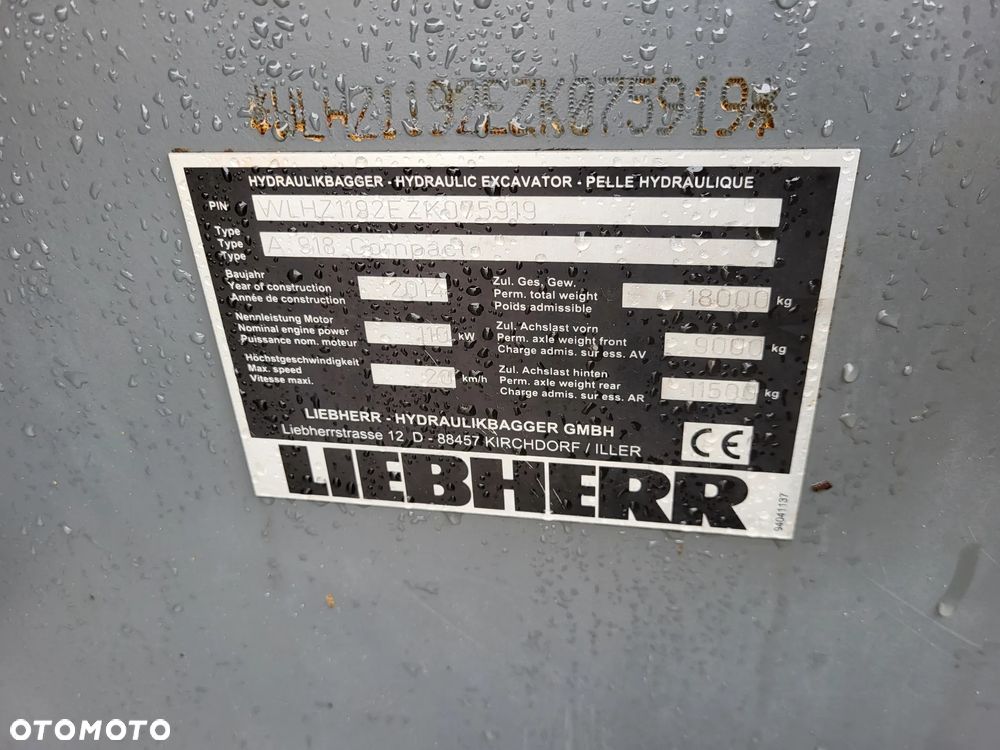 *WLHZ1192EZK075919*
HYDRAULIKBAGGER - HYDRAULIC EXCAVATOR - PELLE HYDRAULIQUE
PIN WLHZ1192EZK075919
Type
Type A 918 Compact
Type
Baujahr
Year of construction 2014
Année de construction
Zul. Ges, Gew.
Perm. total weight 18000 kg
Poids admissible
Nennleistung Motor
Nominal engine power 110 kW
Puissance nom. moteur
Zul. Achslast vorn
Perm. axle weight front 9000 kg
Charge admis. sur ess. AV
Höchstgeschwindigkeit
Max. speed 20 km/h
Vitesse maxi.
Zul. Achslast hinten
Perm. axle weight rear 11500 kg
Charge admis. sur ess. AR
LIEBHERR - HYDRAULIKBAGGER GMBH
Liebherrstrasse 12, D - 88457 KIRCHDORF / ILLER
CE
LIEBHERR
94041137
OTOMOTO